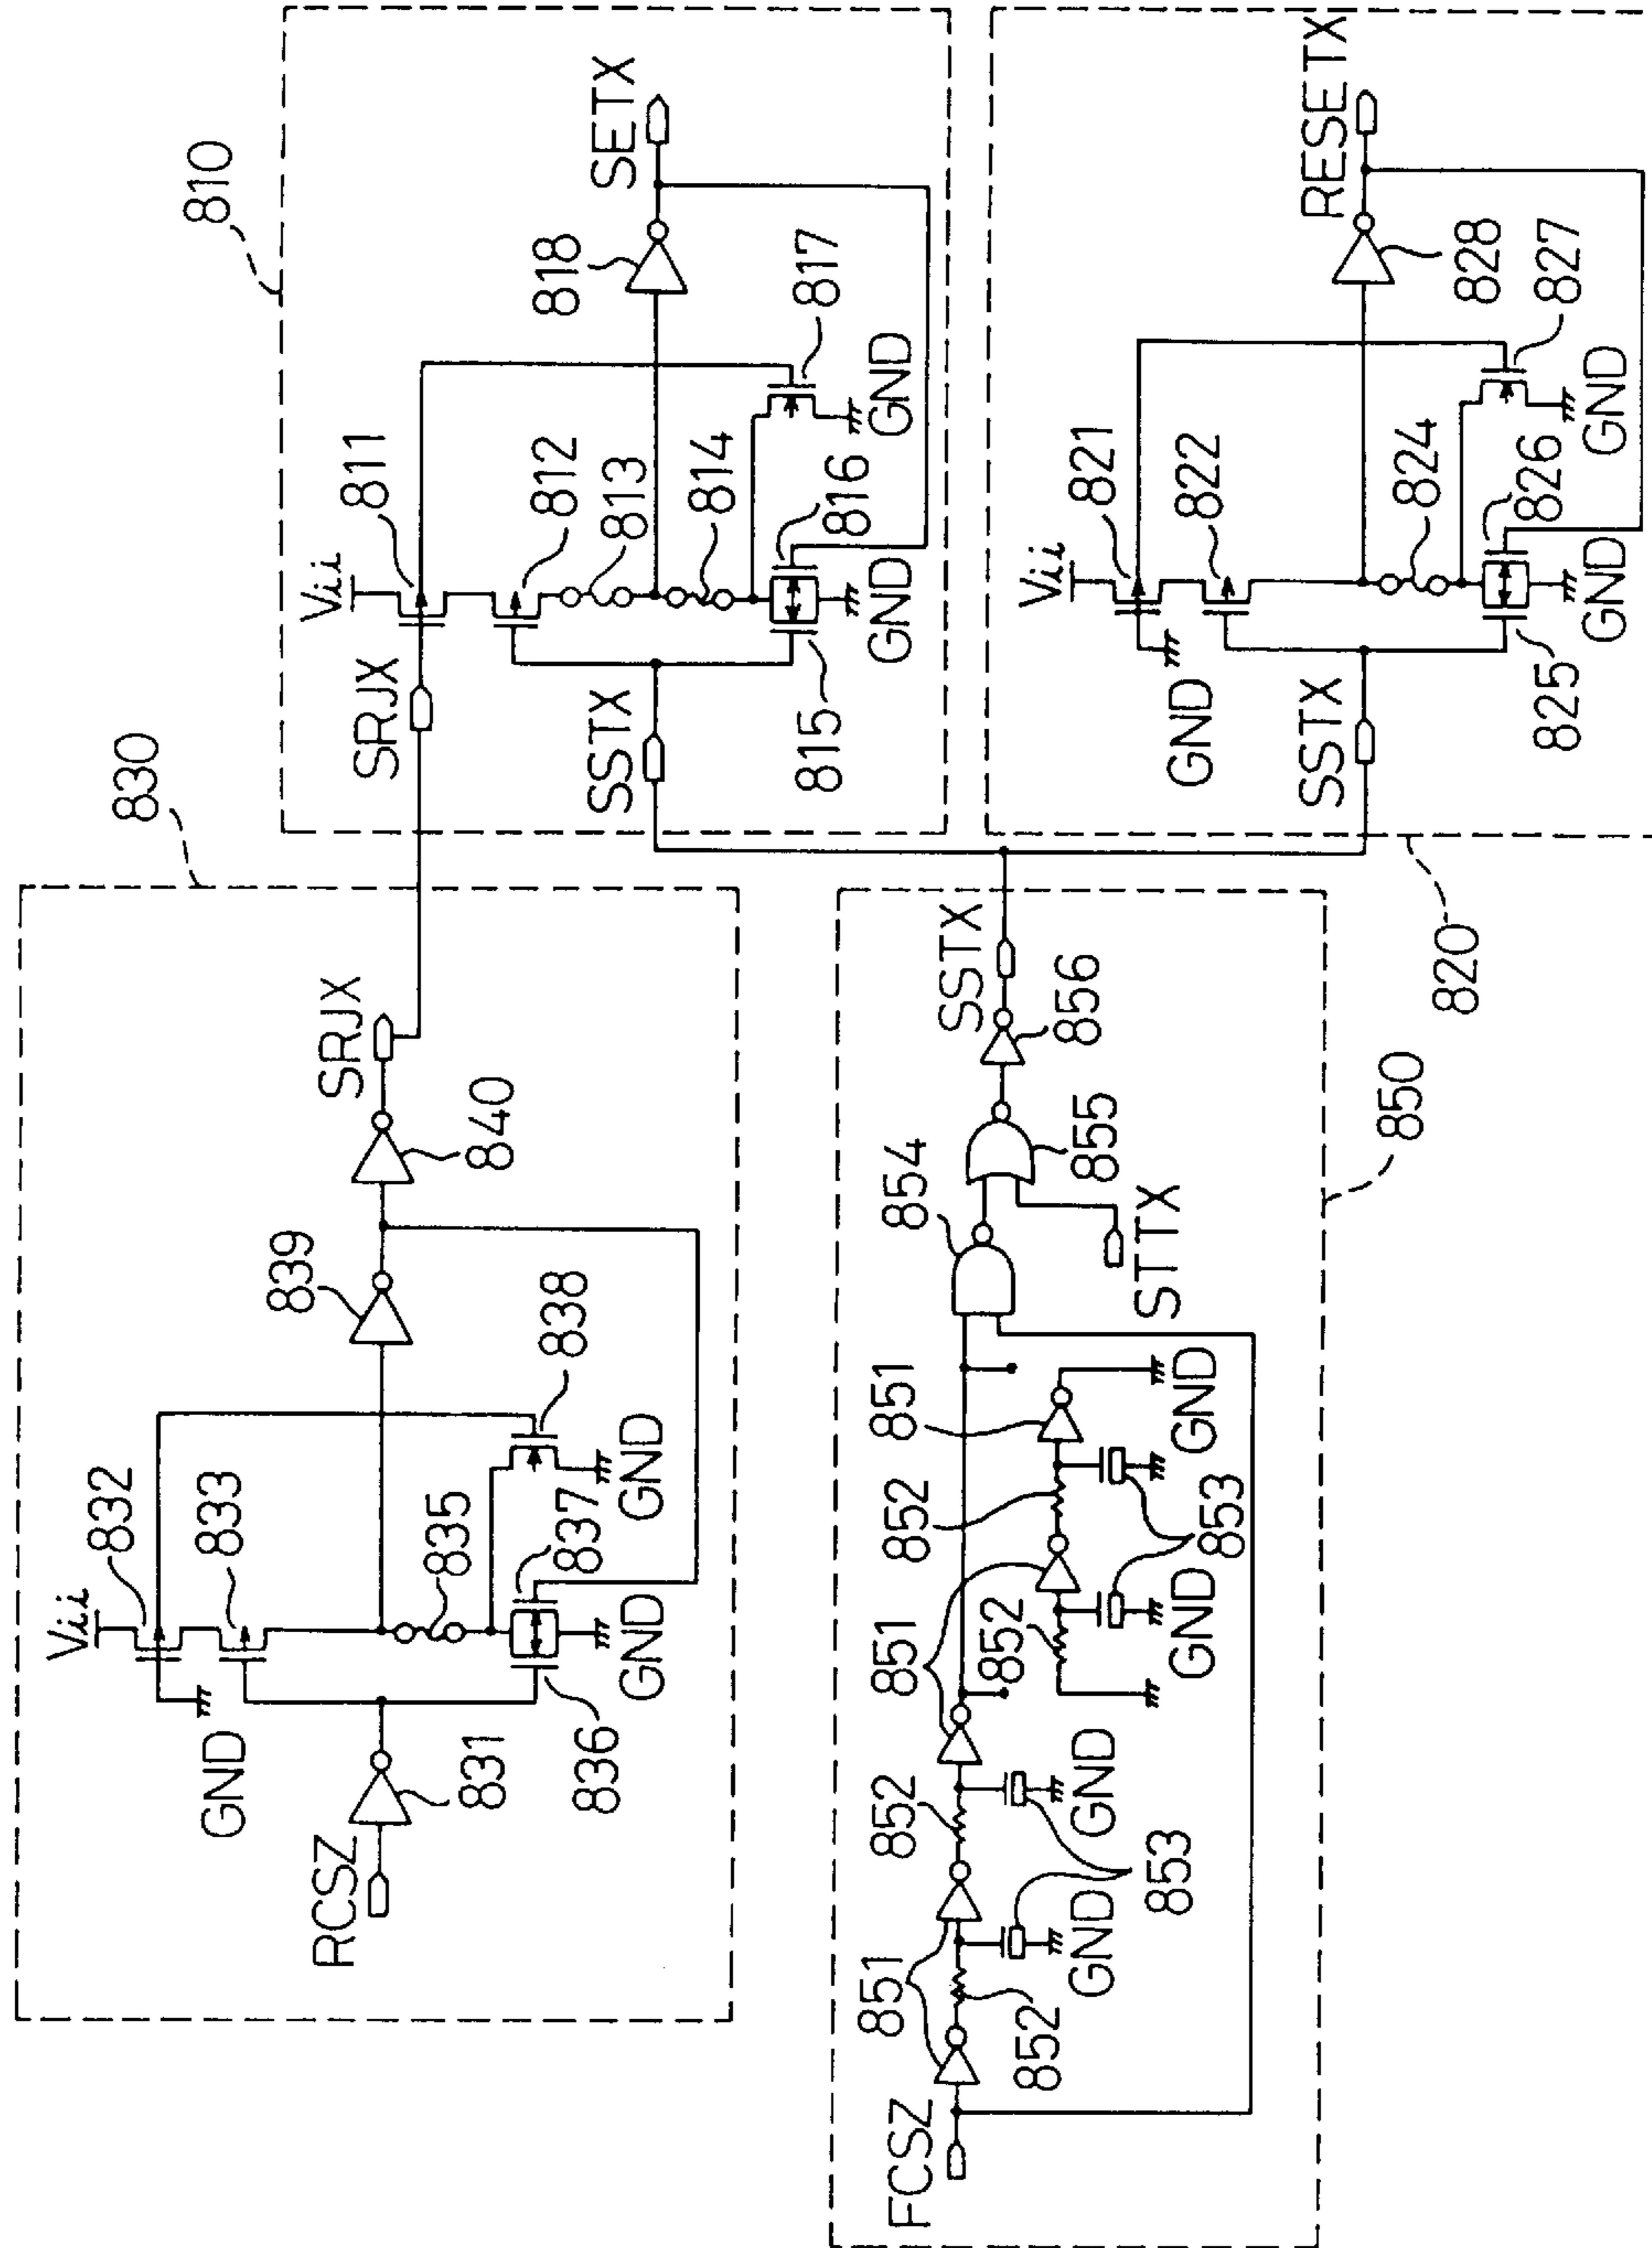 830
RCSZ
831
GND
Vii
832
833
835
836
837
GND
838
GND
839
840
SRJX
810
SRJX
Vii
811
812
813
814
SSTX
815
816
GND
817
GND
818
SETX
850
FCSZ
851
852
853
GND
852
GND
851
852
GND
853
852
851
GND
854
855
STTX
856
SSTX
820
SSTX
GND
Vii
821
822
824
825
826
GND
827
GND
828
RESETX